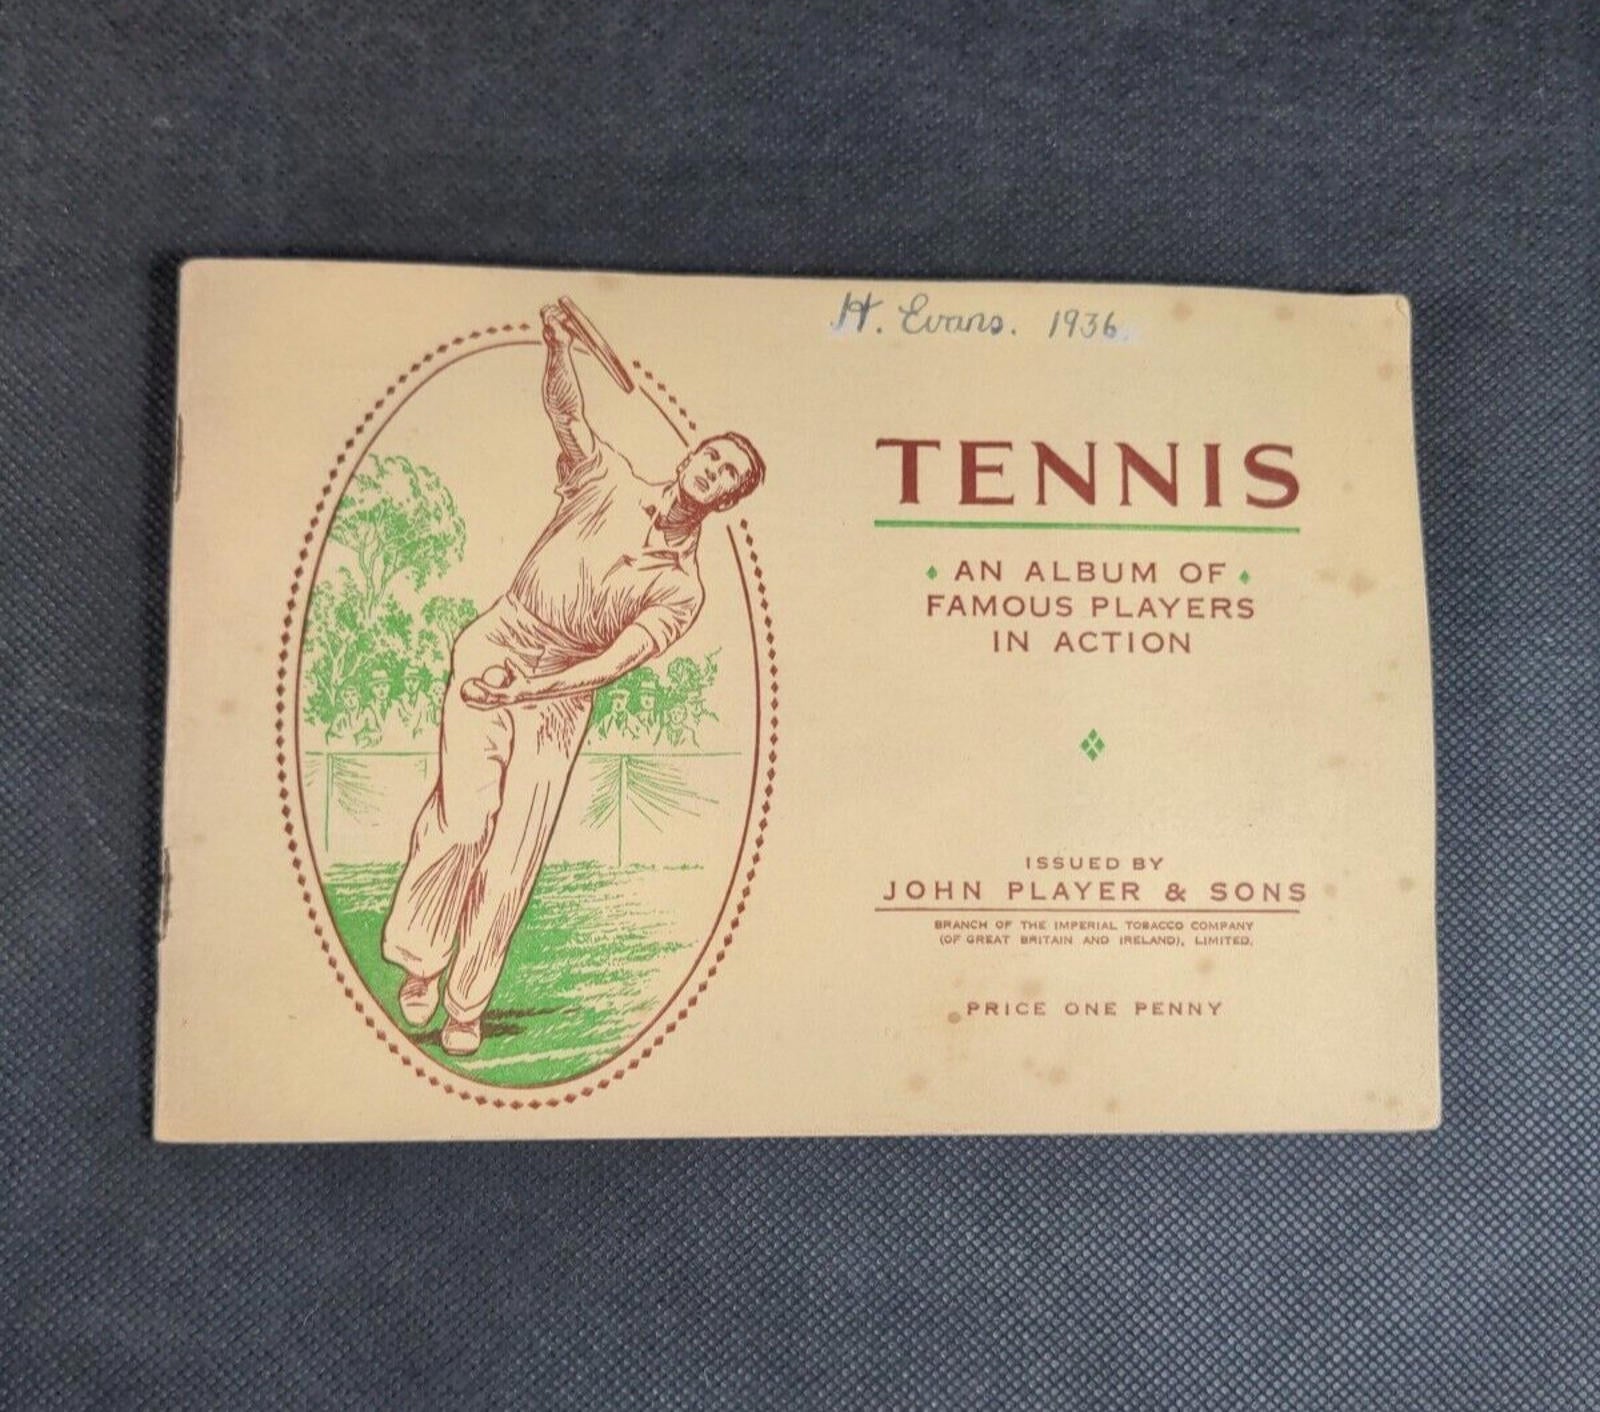 H. Evans. 1936.
TENNIS
AN ALBUM OF
FAMOUS PLAYERS
IN ACTION
ISSUED BY
JOHN PLAYER & SONS
BRANCH OF THE IMPERIAL TOBACCO COMPANY
(OF GREAT BRITAIN AND IRELAND), LIMITED.
PRICE ONE PENNY